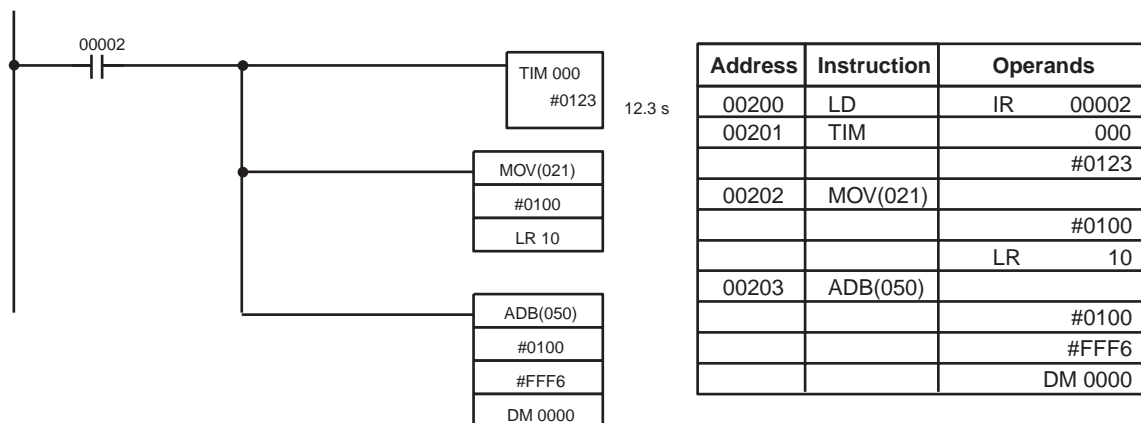 00002
TIM 000
#0123
12.3 s
MOV(021)
#0100
LR 10
ADB(050)
#0100
#FFF6
DM 0000
Address Instruction Operands
00200 LD IR 00002
00201 TIM 000
#0123
00202 MOV(021)
#0100
LR 10
00203 ADB(050)
#0100
#FFF6
DM 0000